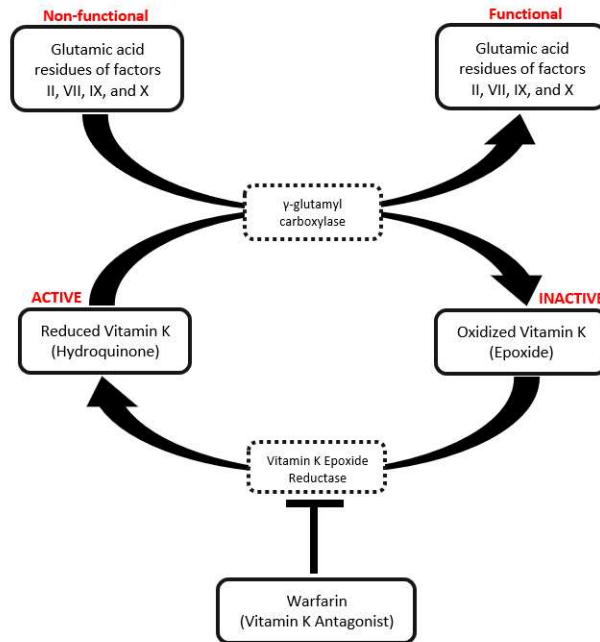 Non-functional
Functional
Glutamic acid
residues of factors
II, VII, IX, and X
Glutamic acid
residues of factors
II, VII, IX, and X
γ-glutamyl
carboxylase
ACTIVE
INACTIVE
Reduced Vitamin K
(Hydroquinone)
Oxidized Vitamin K
(Epoxide)
Vitamin K Epoxide
Reductase
Warfarin
(Vitamin K Antagonist)